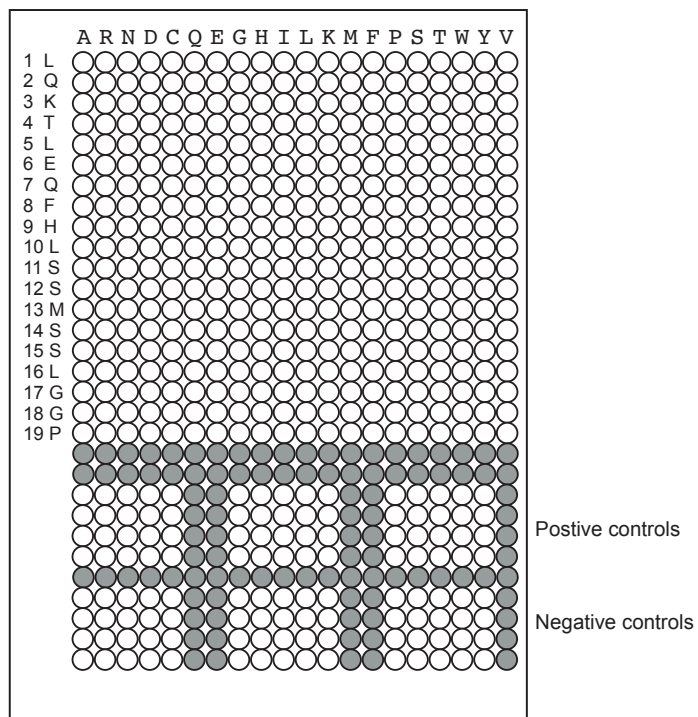 A R N D C Q E G H I L K M F P S T W Y V
1 L
2 Q
3 K
4 T
5 L
6 E
7 Q
8 F
9 H
10 L
11 S
12 S
13 M
14 S
15 S
16 L
17 G
18 G
19 P
Postive controls
Negative controls